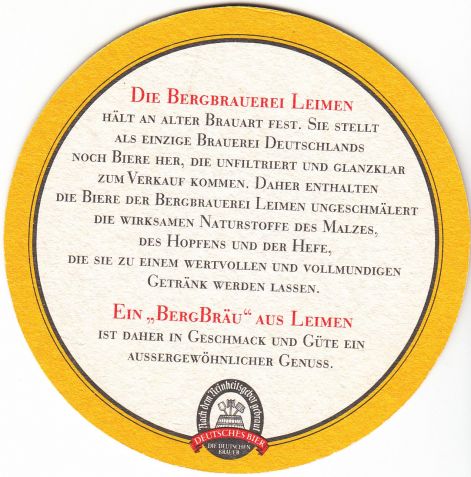 Die Bergbrauerei Leimen
hält an alter Brauart fest. Sie stellt
als einzige Brauerei Deutschlands
noch Biere her, die unfiltriert und glanzklar
zum Verkauf kommen. Daher enthalten
die Biere der Bergbrauerei Leimen ungeschmälert
die wirksamen Naturstoffe des Malzes,
des Hopfens und der Hefe,
die sie zu einem wertvollen und vollmundigen
Getränk werden lassen.
Ein „BergBräu“ aus Leimen
ist daher in Geschmack und Güte ein
aussergewöhnlicher Genuss.
Nach dem Reinheitsgebot gebraut
DEUTSCHES BIER
DIE DEUTSCHEN
BRAUER